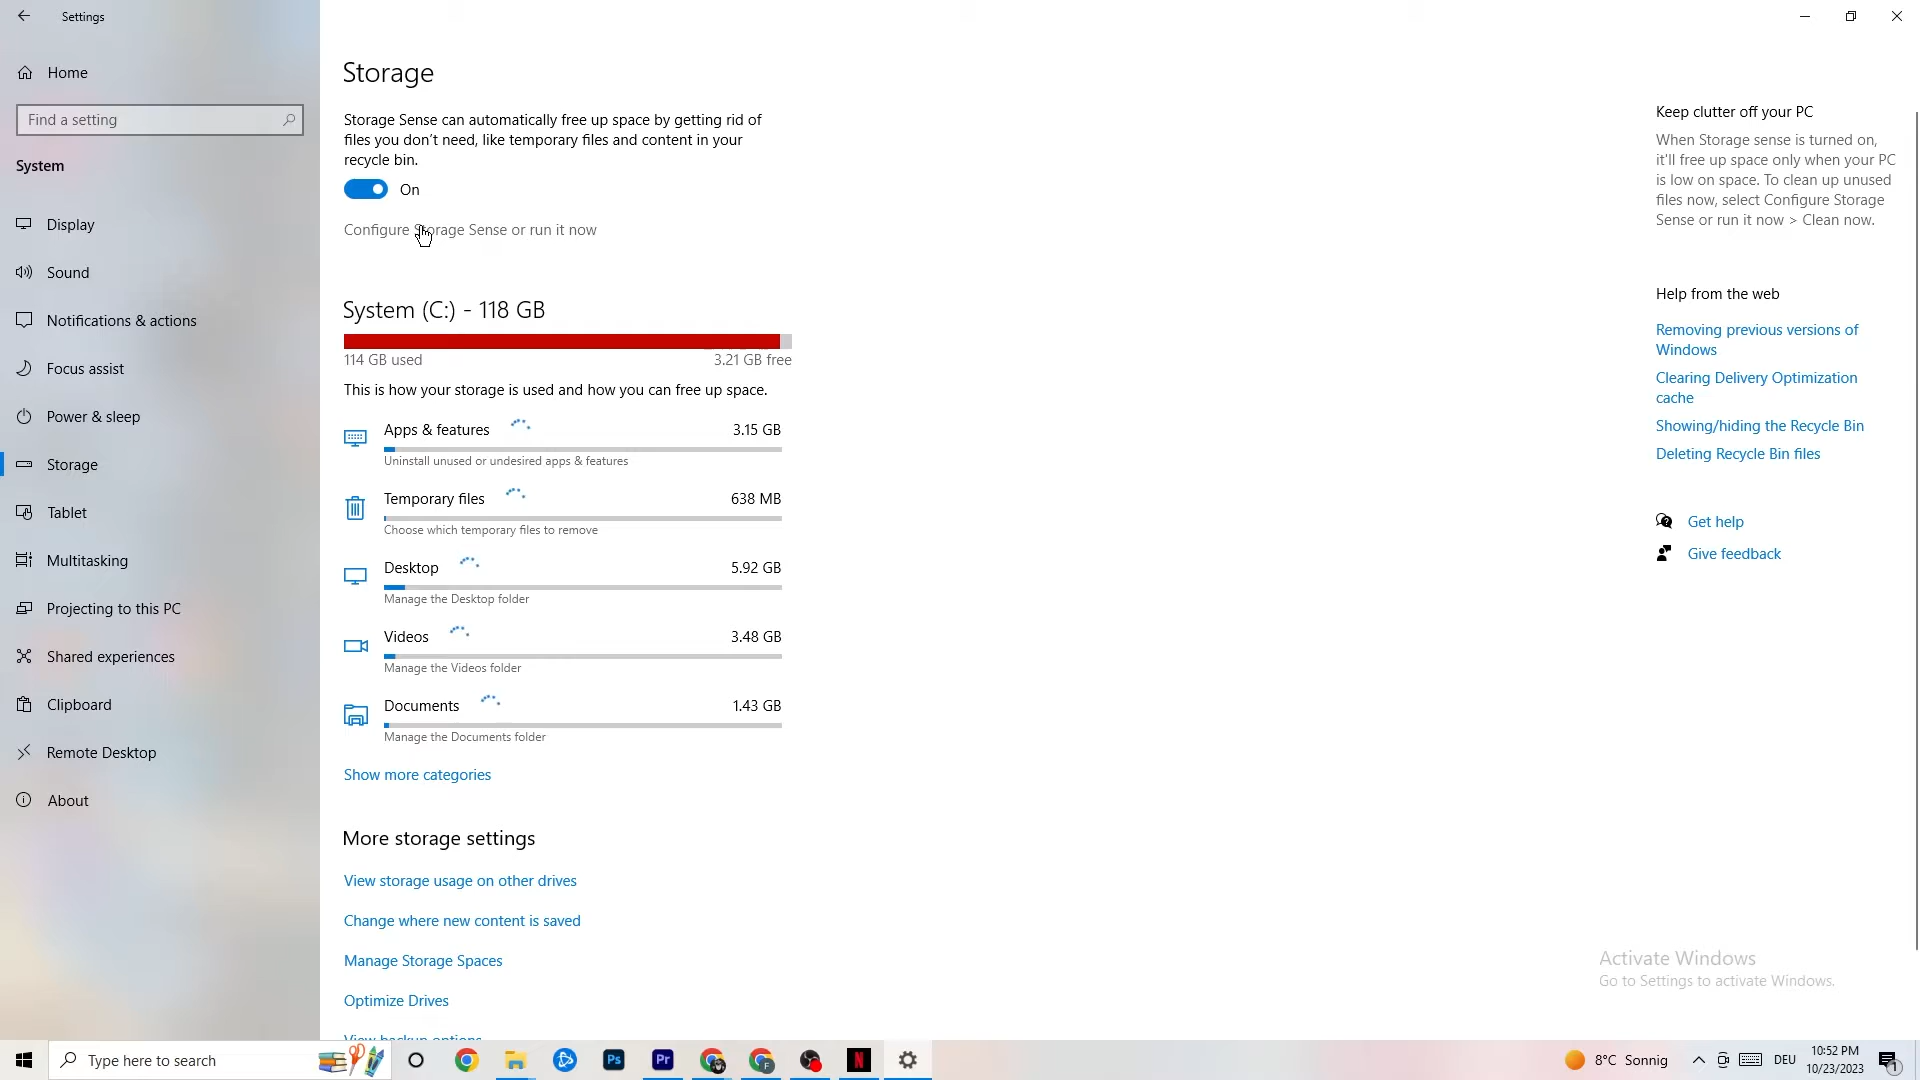 Settings
Home
Find a setting
System
Display
Sound
Notifications & actions
Focus assist
Power & sleep
Storage
Tablet
Multitasking
Projecting to this PC
Shared experiences
Clipboard
Remote Desktop
About
Storage
Storage Sense can automatically free up space by getting rid of
files you don't need, like temporary files and content in your
recycle bin.
On
Configure Storage Sense or run it now
System (C:) - 118 GB
114 GB used 3.21 GB free
This is how your storage is used and how you can free up space.
Apps & features 3.15 GB
Uninstall unused or undesired apps & features
Temporary files 638 MB
Choose which temporary files to remove
Desktop 5.92 GB
Manage the Desktop folder
Videos 3.48 GB
Manage the Videos folder
Documents 1.43 GB
Manage the Documents folder
Show more categories
More storage settings
View storage usage on other drives
Change where new content is saved
Manage Storage Spaces
Optimize Drives
View backup options
Keep clutter off your PC
When Storage sense is turned on,
it'll free up space only when your PC
is low on space. To clean up unused
files now, select Configure Storage
Sense or run it now > Clean now.
Help from the web
Removing previous versions of
Windows
Clearing Delivery Optimization
cache
Showing/hiding the Recycle Bin
Deleting Recycle Bin files
Get help
Give feedback
Activate Windows
Go to Settings to activate Windows.
Type here to search
Ps
Pr
F
N
8°C Sonnig
DEU
10:52 PM
10/23/2023
1